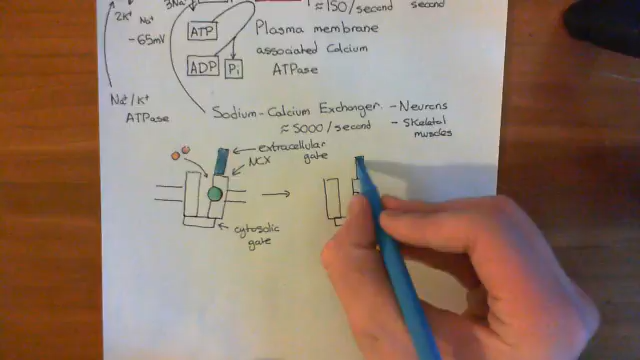 3Na⁺
≈150/second
second
2K⁺
Na⁺
-65mV
ATP
ADP
Pi
Plasma membrane
associated Calcium
ATPase
Na⁺/K⁺
ATPase
Sodium-Calcium Exchanger
≈5000/second
- Neurons
- Skeletal
muscles
extracellular
gate
NCX
cytosolic
gate